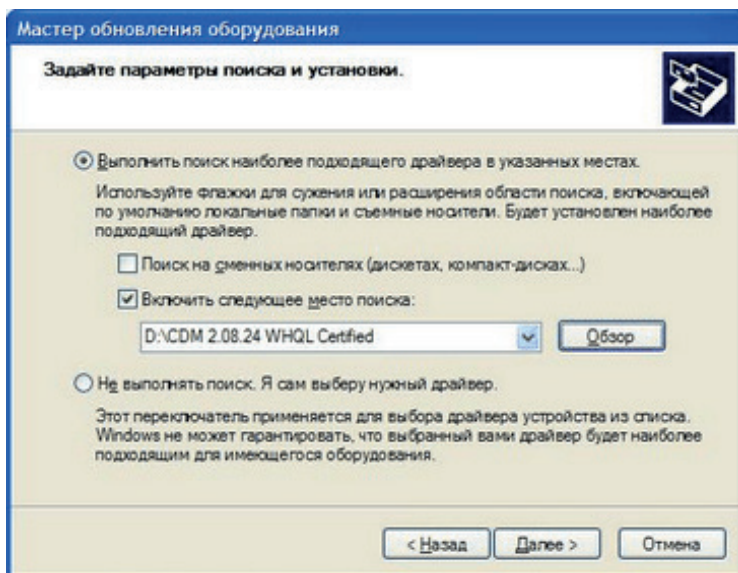 Мастер обновления оборудования
Задайте параметры поиска и установки.
Выполнить поиск наиболее подходящего драйвера в указанных местах.
Используйте флажки для сужения или расширения области поиска, включающей
по умолчанию локальные папки и съемные носители. Будет установлен наиболее
подходящий драйвер.
Поиск на сменных носителях (дискетах, компакт-дисках...)
Включить следующее место поиска:
D:\CDM 2.08.24 WHQL Certified
Обзор
Не выполнять поиск. Я сам выберу нужный драйвер.
Этот переключатель применяется для выбора драйвера устройства из списка.
Windows не может гарантировать, что выбранный вами драйвер будет наиболее
подходящим для имеющегося оборудования.
< Назад Далее > Отмена